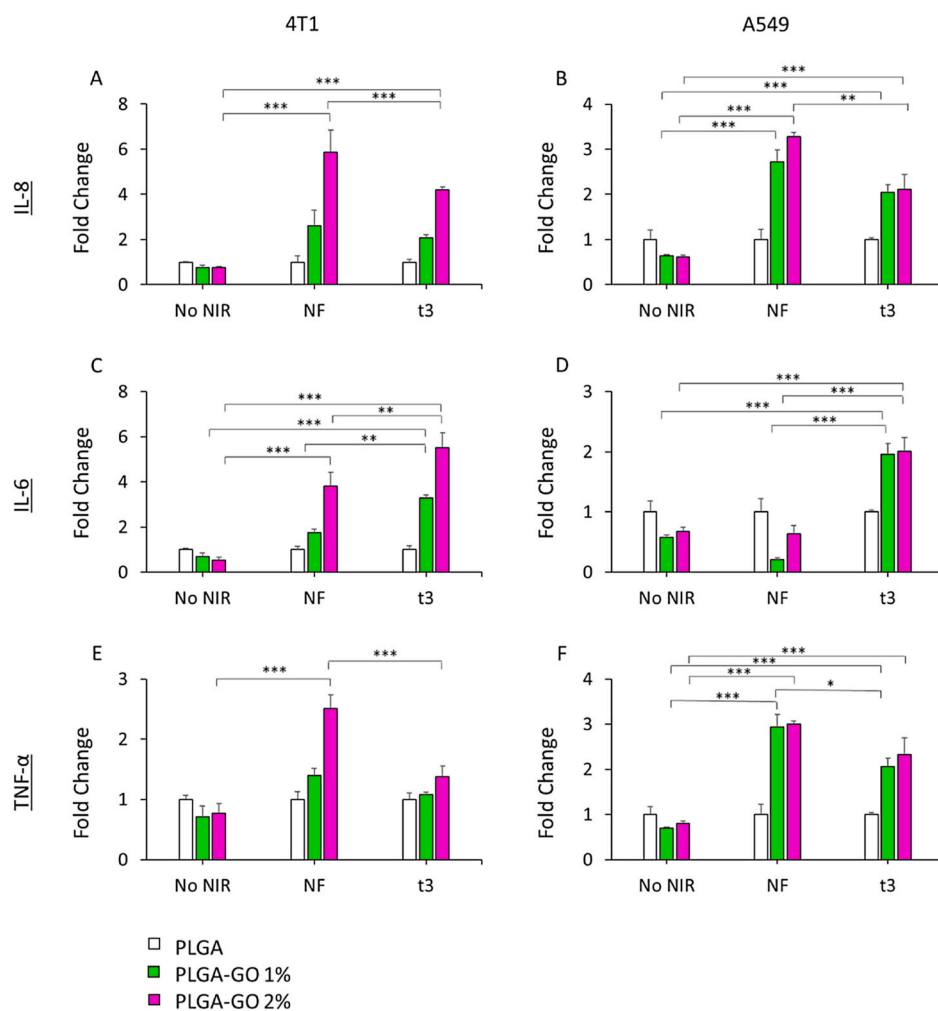 4T1 A549
A B
*** ***
*** ***
*** *** **
***
8 4
6 3
4 2
2 1
0 0
IL-8
Fold Change Fold Change
No NIR NF t3 No NIR NF t3
C D
*** ***
** ***
*** ***
** ***
***
8 3
6 2
4 1
2 0
0
IL-6
Fold Change Fold Change
No NIR NF t3 No NIR NF t3
E F
*** *** ***
***
***
*** *
3 4
2 3
1 2
0 1
0
TNF-α
Fold Change Fold Change
No NIR NF t3 No NIR NF t3
PLGA
PLGA-GO 1%
PLGA-GO 2%